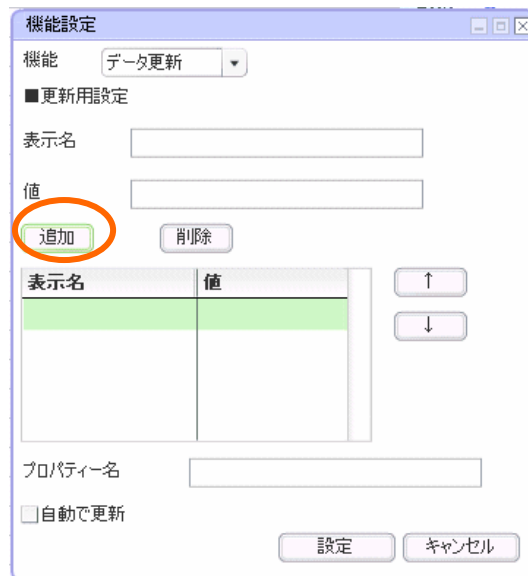 機能設定
機能 データ更新
■更新用設定
表示名
値
追加 削除
表示名 値
↑
↓
プロパティー名
自動で更新
設定 キャンセル